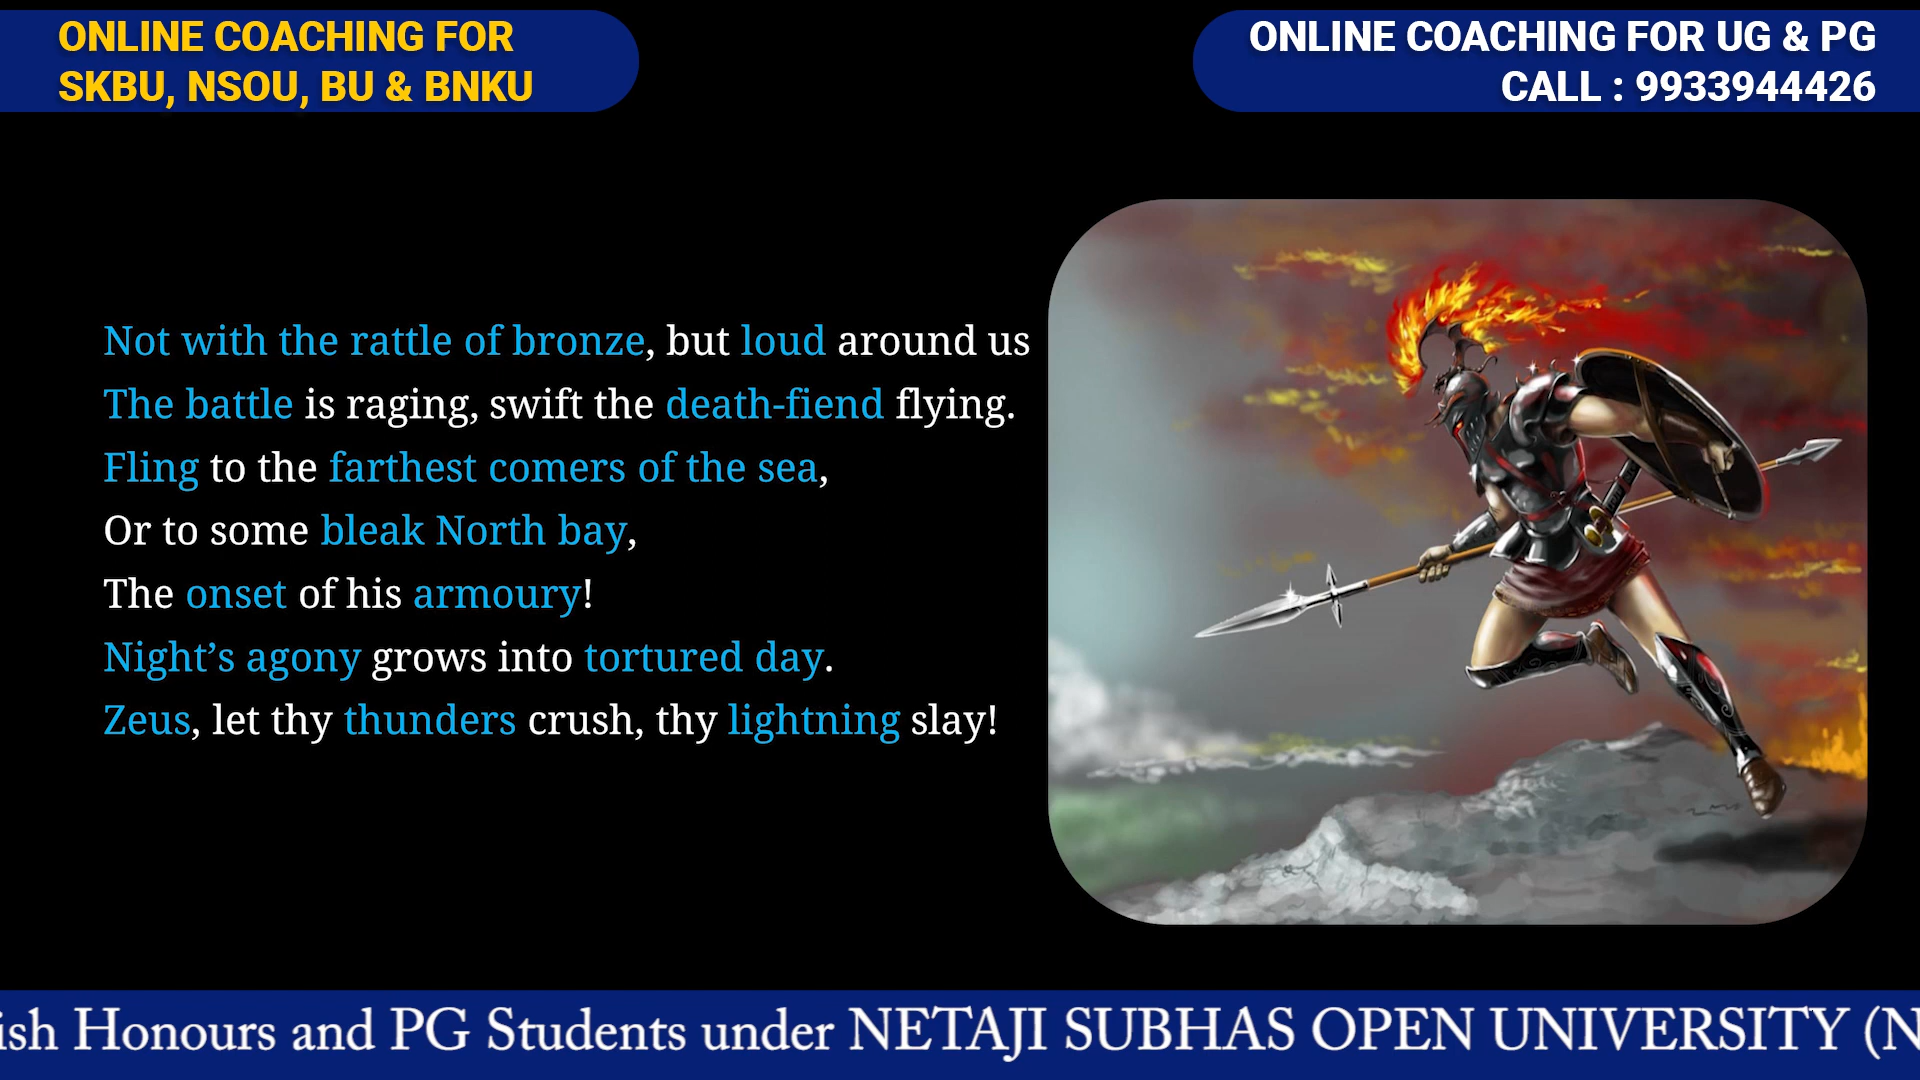 ONLINE COACHING FOR
SKBU, NSOU, BU & BNKU
ONLINE COACHING FOR UG & PG
CALL : 9933944426
Not with the rattle of bronze, but loud around us
The battle is raging, swift the death-fiend flying.
Fling to the farthest comers of the sea,
Or to some bleak North bay,
The onset of his armoury!
Night’s agony grows into tortured day.
Zeus, let thy thunders crush, thy lightning slay!
ish Honours and PG Students under NETAJI SUBHAS OPEN UNIVERSITY (N